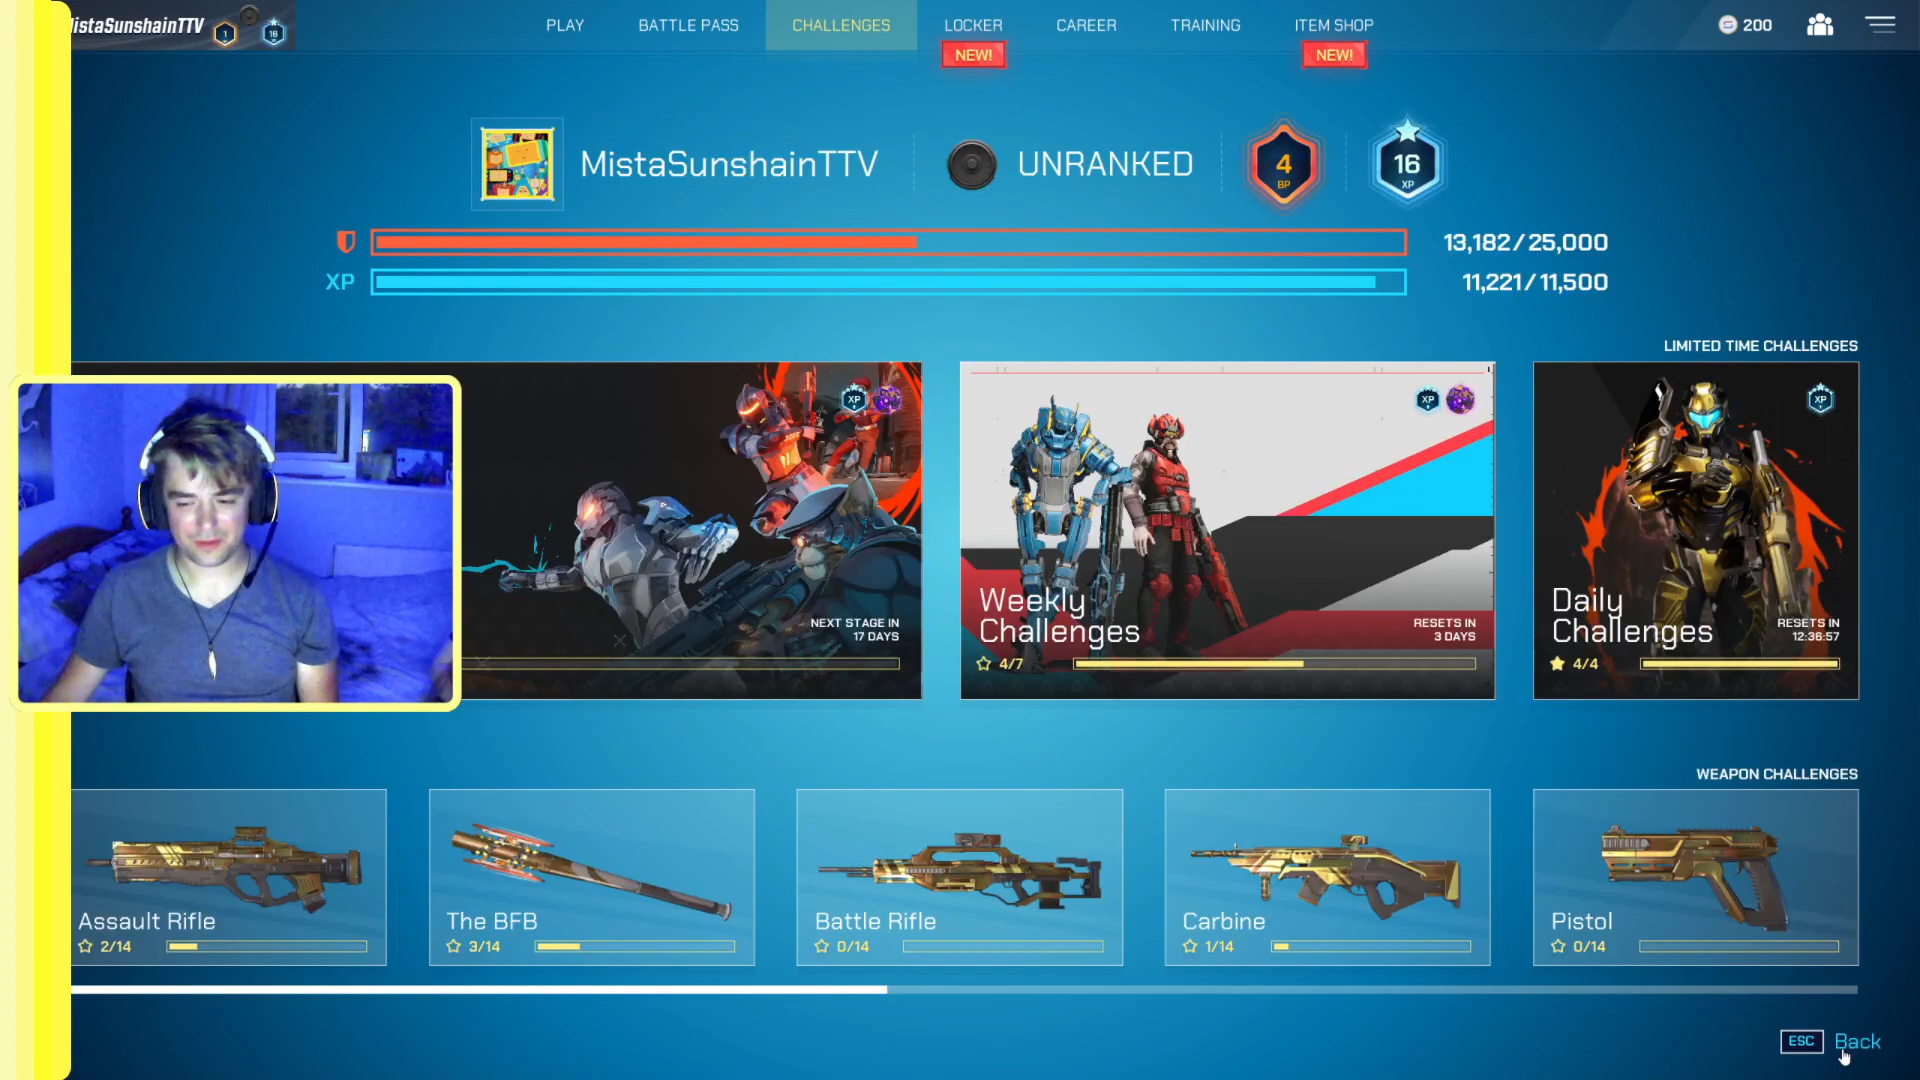 MistaSunshainTTV
1
16
PLAY
BATTLE PASS
CHALLENGES
LOCKER
CAREER
TRAINING
ITEM SHOP
200
NEW!
NEW!
MistaSunshainTTV
UNRANKED
4
BP
16
XP
13,182/25,000
XP
11,221/11,500
LIMITED TIME CHALLENGES
XP
XP
XP
NEXT STAGE IN
17 DAYS
Weekly
Challenges
RESETS IN
3 DAYS
4/7
Daily
Challenges
RESETS IN
12:36:57
4/4
WEAPON CHALLENGES
Assault Rifle
2/14
The BFB
3/14
Battle Rifle
0/14
Carbine
1/14
Pistol
0/14
ESC Back